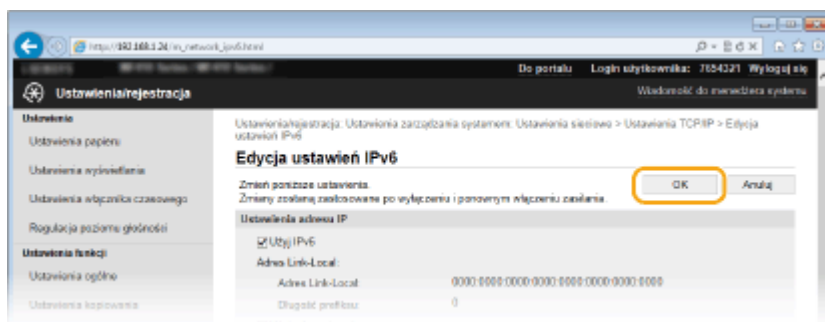 http://192.168.1.24/m_network_ipv6.html
Do portalu Login użytkownika: 7654321 Wyloguj się
Ustawienia/rejestracja
Wiadomość do menedżera systemu
Ustawienia
Ustawienia papieru
Ustawienia wyświetlania
Ustawienia włącznika czasowego
Regulacja poziomu głośności
Ustawienia funkcji
Ustawienia ogólne
Ustawienia kopiowania
Ustawienia/rejestracja: Ustawienia zarządzania systemem: Ustawienia sieciowe > Ustawienia TCP/IP > Edycja
ustawień IPv6
Edycja ustawień IPv6
Zmień poniższe ustawienia.
Zmiany zostaną zastosowane po wyłączeniu i ponownym włączeniu zasilania.
OK Anuluj
Ustawienia adresu IP
Użyj IPv6
Adres Link-Local:
Adres Link-Local: 0000:0000:0000:0000:0000:0000:0000:0000
Długość prefiksu: 0